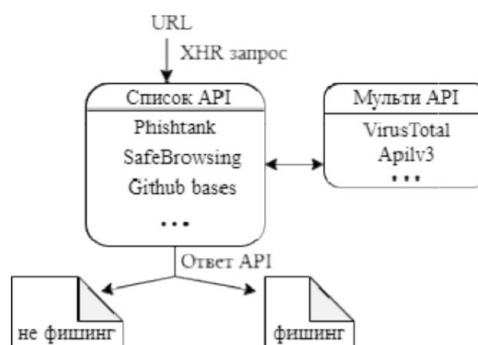 URL
XHR запрос
Список API
Phishtank
SafeBrowsing
Github bases
...
Мульти API
VirusTotal
Apilv3
...
Ответ API
не фишинг
фишинг